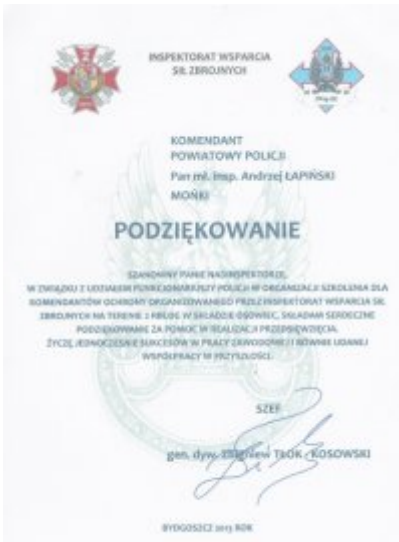 INSPEKTORAT WSPARCIA
SIŁ ZBROJNYCH
KOMENDANT
POWIATOWY POLICJI
Pan mł. insp. Andrzej ŁAPIŃSKI
MOŃKI
PODZIĘKOWANIE
SZANOWNY PANIE NADINSPEKTORZE,
W ZWIĄZKU Z UDZIAŁEM FUNKCJONARIUSZY POLICJI W ORGANIZACJI SZKOLENIA DLA
KOMENDANTÓW OCHRONY ORGANIZOWANEGO PRZEZ INSPEKTORAT WSPARCIA SIŁ
ZBROJNYCH NA TERENIE 2 RBLOG W SKŁADZIE OSOWIEC, SKŁADAM SERDECZNE
PODZIĘKOWANIE ZA POMOC W REALIZACJI PRZEDSIĘWZIĘCIA.
ŻYCZĘ JEDNOCZEŚNIE SUKCESÓW W PRACY ZAWODOWEJ I RÓWNIE UDANEJ
WSPÓŁPRACY W PRZYSZŁOŚCI.
SZEF
gen. dyw. Zbigniew TŁOK - KOSOWSKI
BYDGOSZCZ 2013 ROK